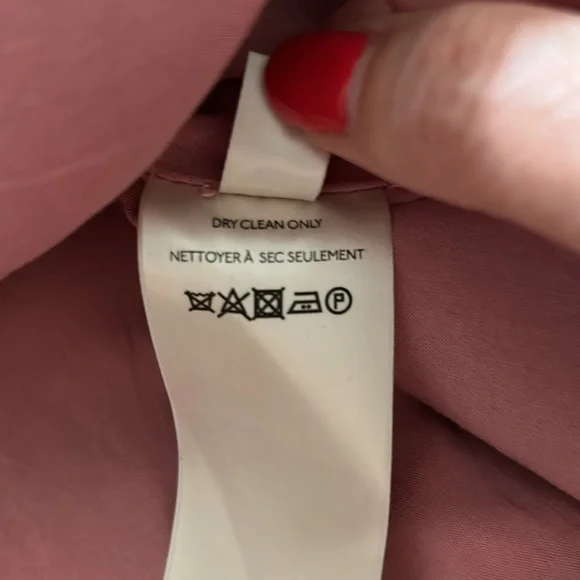 DRY CLEAN ONLY
NETTOYER À SEC SEULEMENT
P